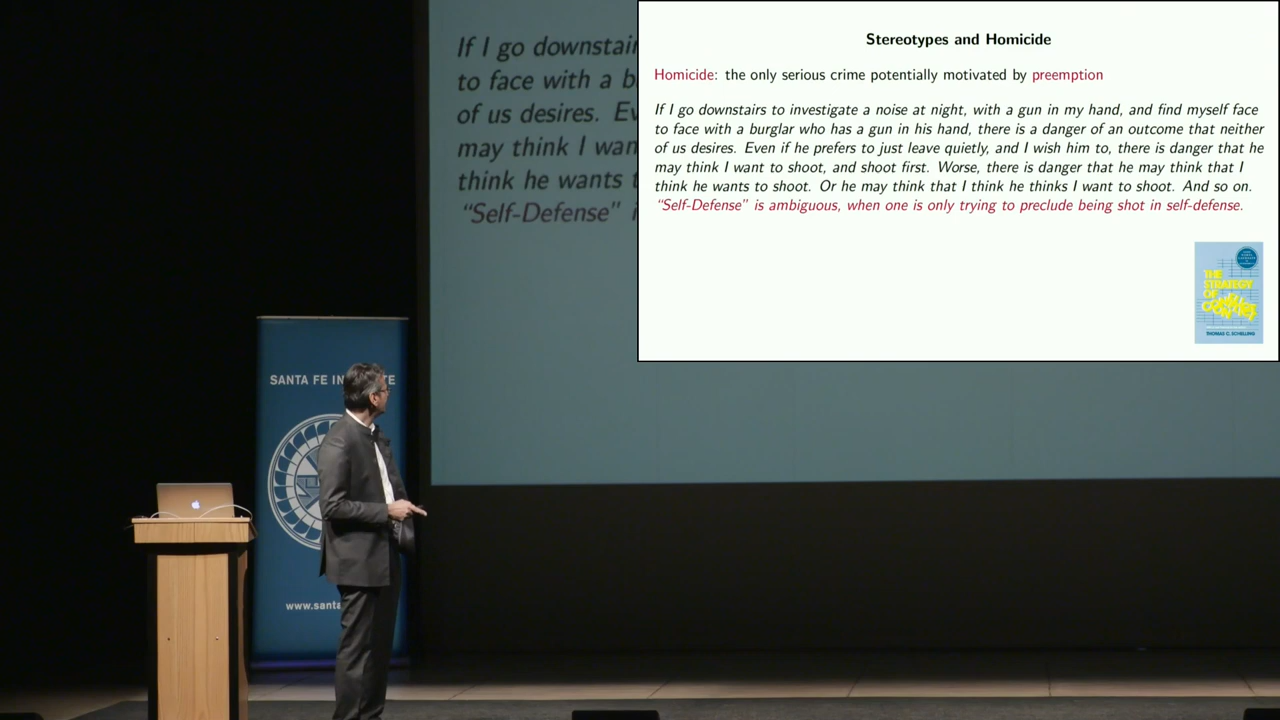 Stereotypes and Homicide
Homicide: the only serious crime potentially motivated by preemption
If I go downstairs to investigate a noise at night, with a gun in my hand, and find myself face
to face with a burglar who has a gun in his hand, there is a danger of an outcome that neither
of us desires. Even if he prefers to just leave quietly, and I wish him to, there is danger that he
may think I want to shoot, and shoot first. Worse, there is danger that he may think that I
think he wants to shoot. Or he may think that I think he thinks I want to shoot. And so on.
“Self-Defense” is ambiguous, when one is only trying to preclude being shot in self-defense.
THE
STRATEGY
OF
CONFLICT
THOMAS C. SCHELLING
If I go downstair
to face with a b
of us desires. Ev
may think I wan
think he wants t
“Self-Defense” i
SANTA FE IN TE
www.santa